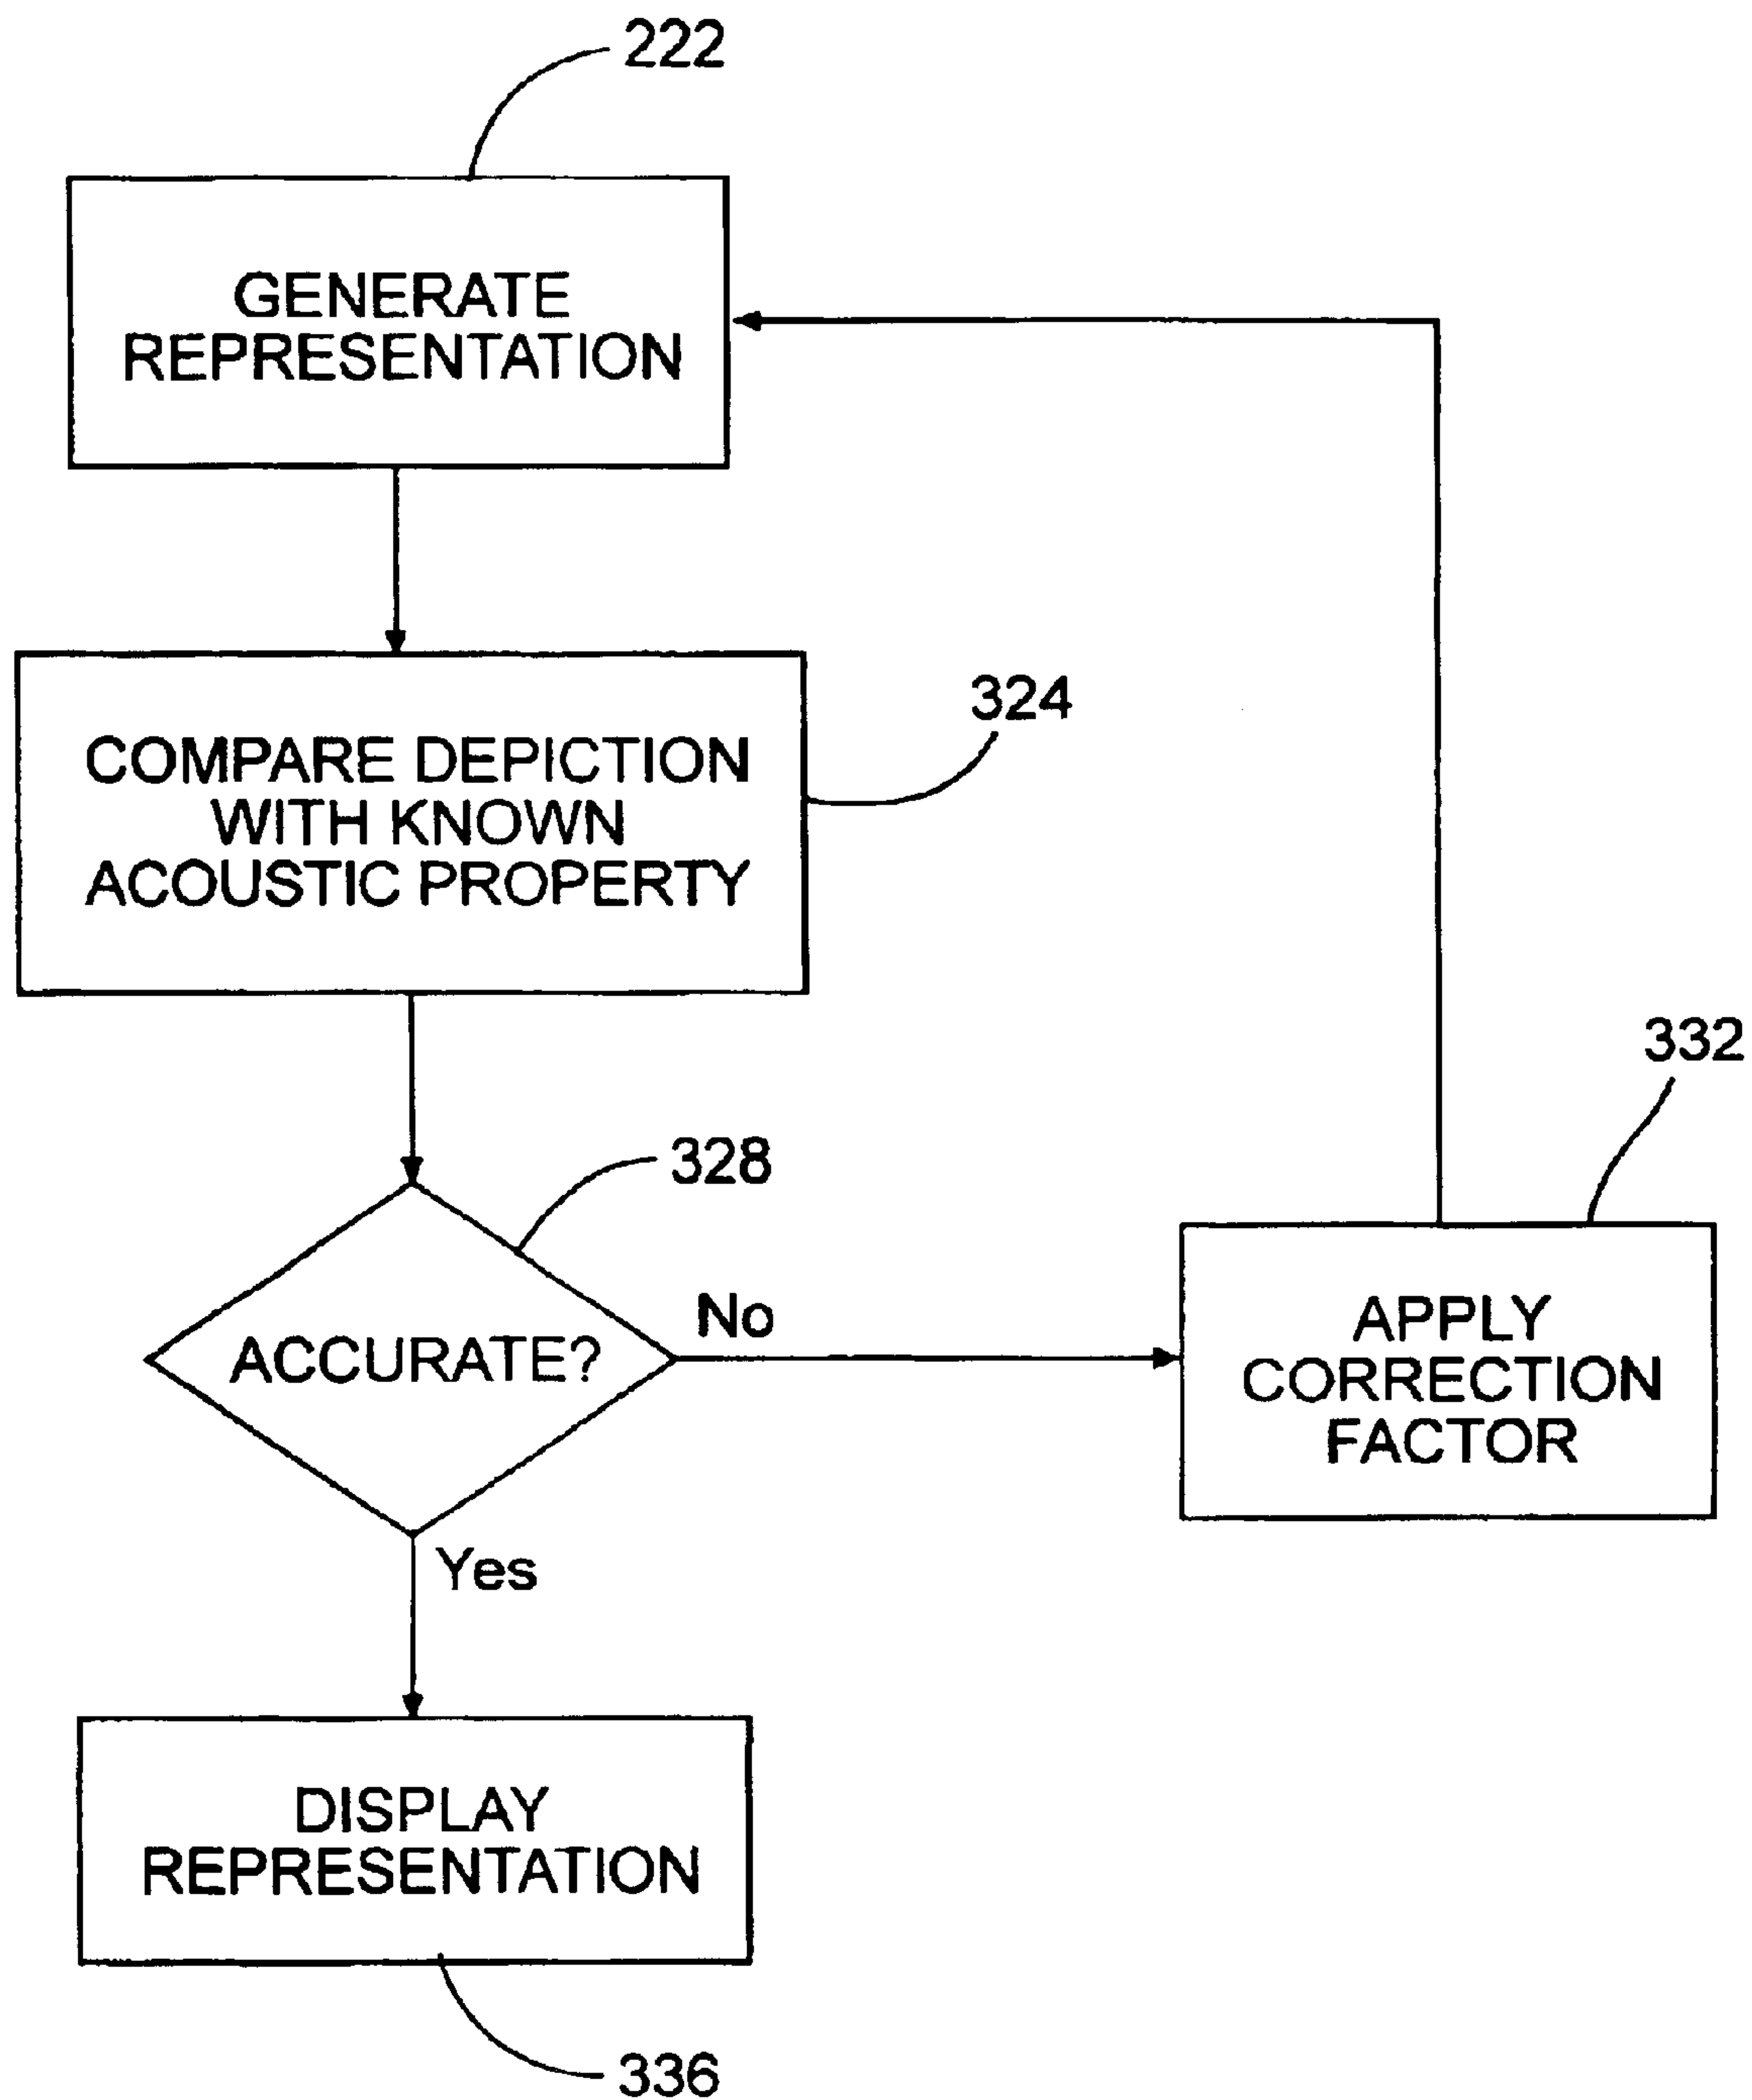 222
GENERATE
REPRESENTATION
324
COMPARE DEPICTION
WITH KNOWN
ACOUSTIC PROPERTY
332
328
No
ACCURATE?
APPLY
CORRECTION
FACTOR
Yes
DISPLAY
REPRESENTATION
336